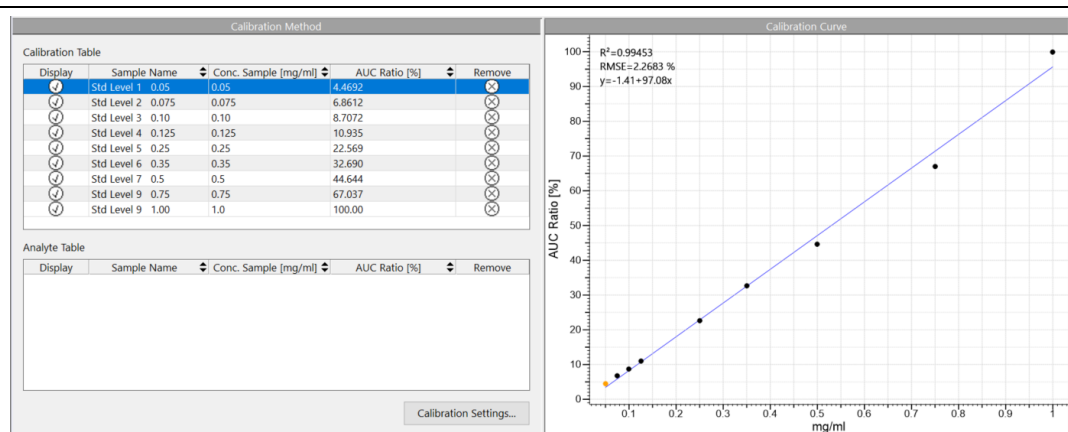 Calibration Method
Calibration Table
Display Sample Name Conc. Sample [mg/ml] AUC Ratio [%] Remove
Std Level 1 0.05 0.05 4.4692
Std Level 2 0.075 0.075 6.8612
Std Level 3 0.10 0.10 8.7072
Std Level 4 0.125 0.125 10.935
Std Level 5 0.25 0.25 22.569
Std Level 6 0.35 0.35 32.690
Std Level 7 0.5 0.5 44.644
Std Level 9 0.75 0.75 67.037
Std Level 9 1.00 1.0 100.00
Analyte Table
Display Sample Name Conc. Sample [mg/ml] AUC Ratio [%] Remove
Calibration Settings...
Calibration Curve
R²=0.99453
RMSE=2.2683 %
y=-1.41+97.08x
AUC Ratio [%]
100
90
80
70
60
50
40
30
20
10
0
0.1 0.2 0.3 0.4 0.5 0.6 0.7 0.8 0.9 1
mg/ml